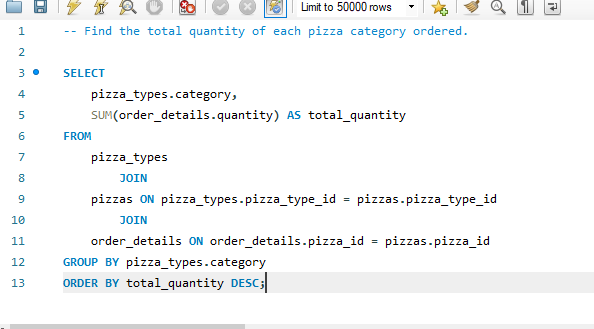 Limit to 50000 rows
1 -- Find the total quantity of each pizza category ordered.
2
3 SELECT
4 pizza_types.category,
5 SUM(order_details.quantity) AS total_quantity
6 FROM
7 pizza_types
8 JOIN
9 pizzas ON pizza_types.pizza_type_id = pizzas.pizza_type_id
10 JOIN
11 order_details ON order_details.pizza_id = pizzas.pizza_id
12 GROUP BY pizza_types.category
13 ORDER BY total_quantity DESC;